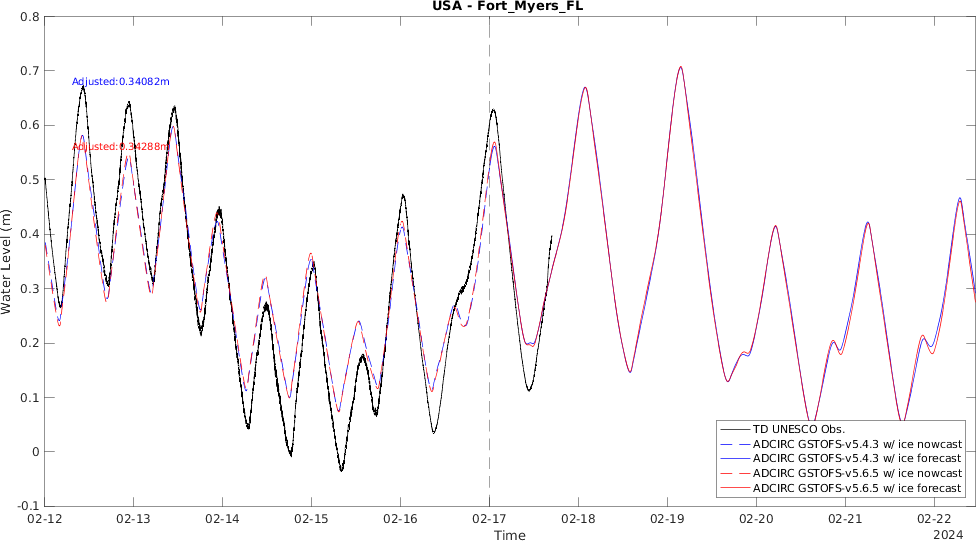 USA - Fort_Myers_FL
0.8
0.7
0.6
0.5
0.4
0.3
0.2
0.1
0
-0.1
Water Level (m)
Adjusted:0.34082m
Adjusted:0.34288m
TD UNESCO Obs.
ADCIRC GSTOFS-v5.4.3 w/ ice nowcast
ADCIRC GSTOFS-v5.4.3 w/ ice forecast
ADCIRC GSTOFS-v5.6.5 w/ ice nowcast
ADCIRC GSTOFS-v5.6.5 w/ ice forecast
02-12 02-13 02-14 02-15 02-16 02-17 02-18 02-19 02-20 02-21 02-22
Time
2024